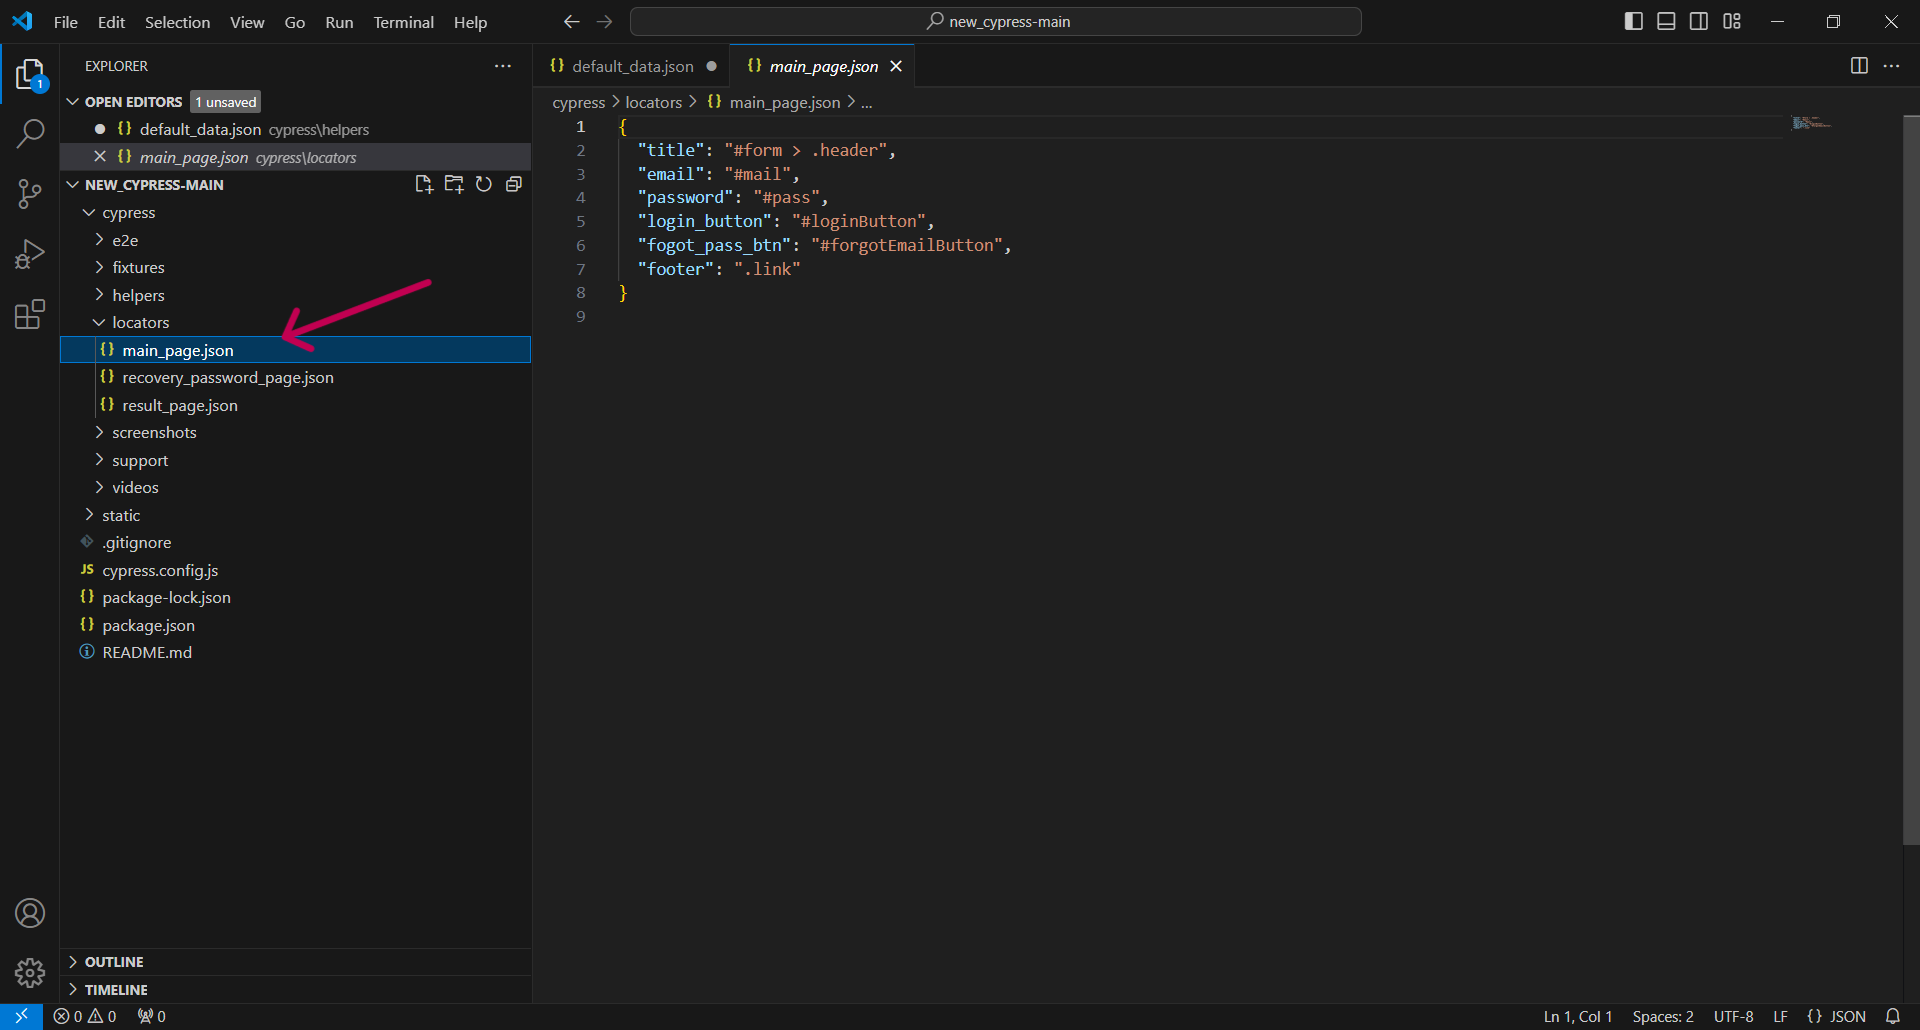 File Edit Selection View Go Run Terminal Help
new_cypress-main
EXPLORER
1
OPEN EDITORS 1 unsaved
default_data.json cypress\helpers
main_page.json cypress\locators
NEW_CYPRESS-MAIN
cypress
e2e
fixtures
helpers
locators
main_page.json
recovery_password_page.json
result_page.json
screenshots
support
videos
static
.gitignore
JS cypress.config.js
package-lock.json
package.json
README.md
OUTLINE
TIMELINE
{} default_data.json
{} main_page.json
cypress > locators > {} main_page.json > ...
1 {
2 "title": "#form > .header",
3 "email": "#mail",
4 "password": "#pass",
5 "login_button": "#loginButton",
6 "fogot_pass_btn": "#forgotEmailButton",
7 "footer": ".link"
8 }
9
0 0 0
Ln 1, Col 1 Spaces: 2 UTF-8 LF {} JSON